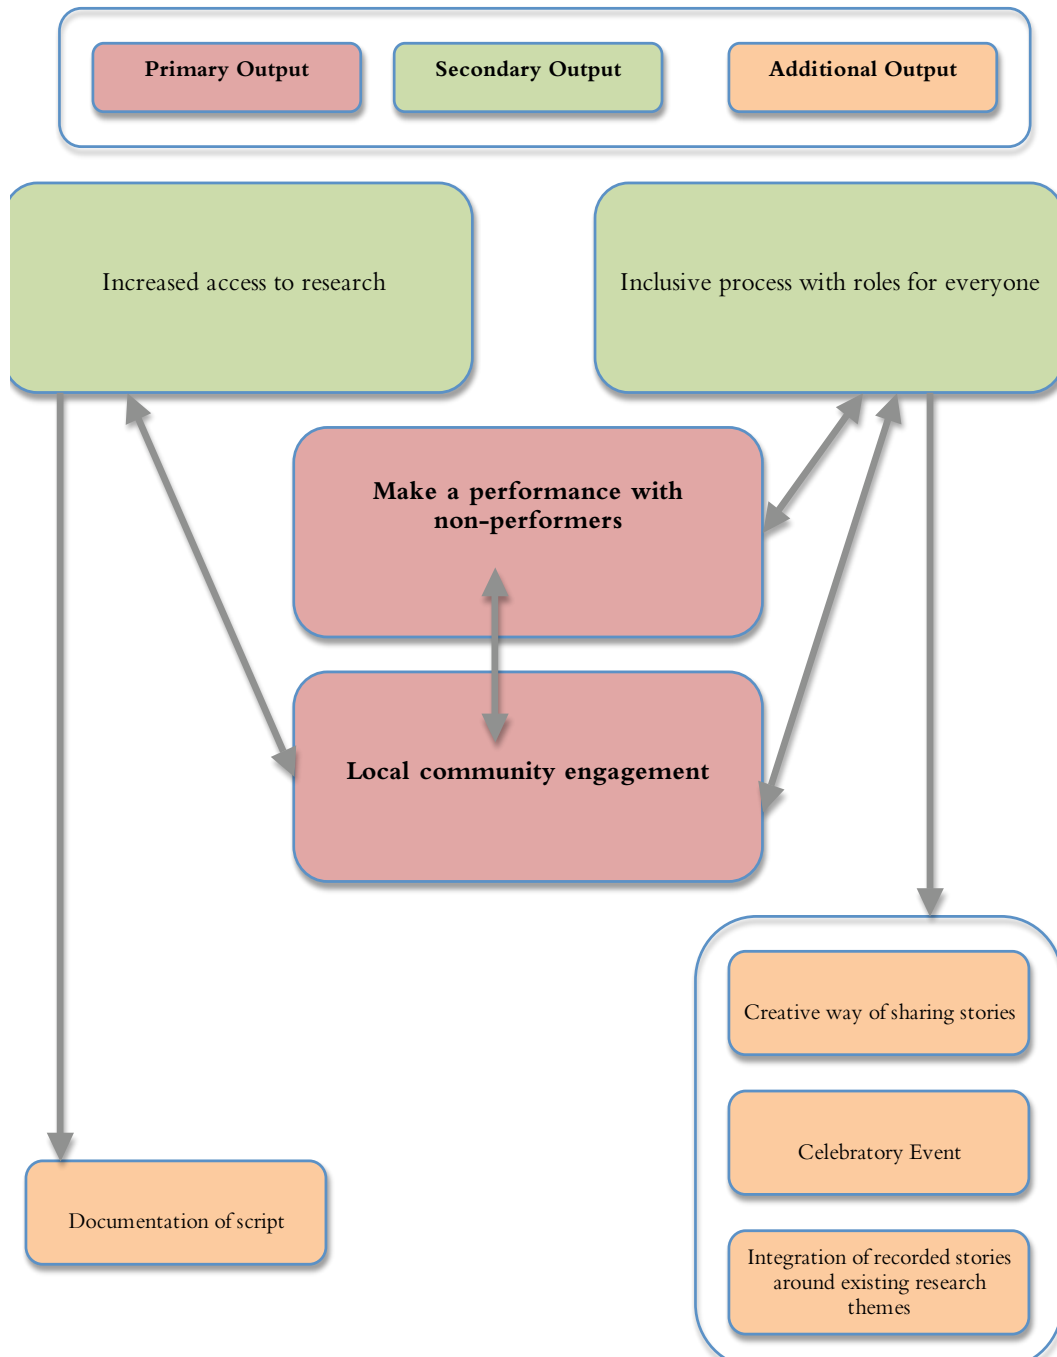 Primary Output
Secondary Output
Additional Output
Increased access to research
Inclusive process with roles for everyone
Make a performance with
non-performers
Local community engagement
Creative way of sharing stories
Celebratory Event
Documentation of script
Integration of recorded stories
around existing research
themes